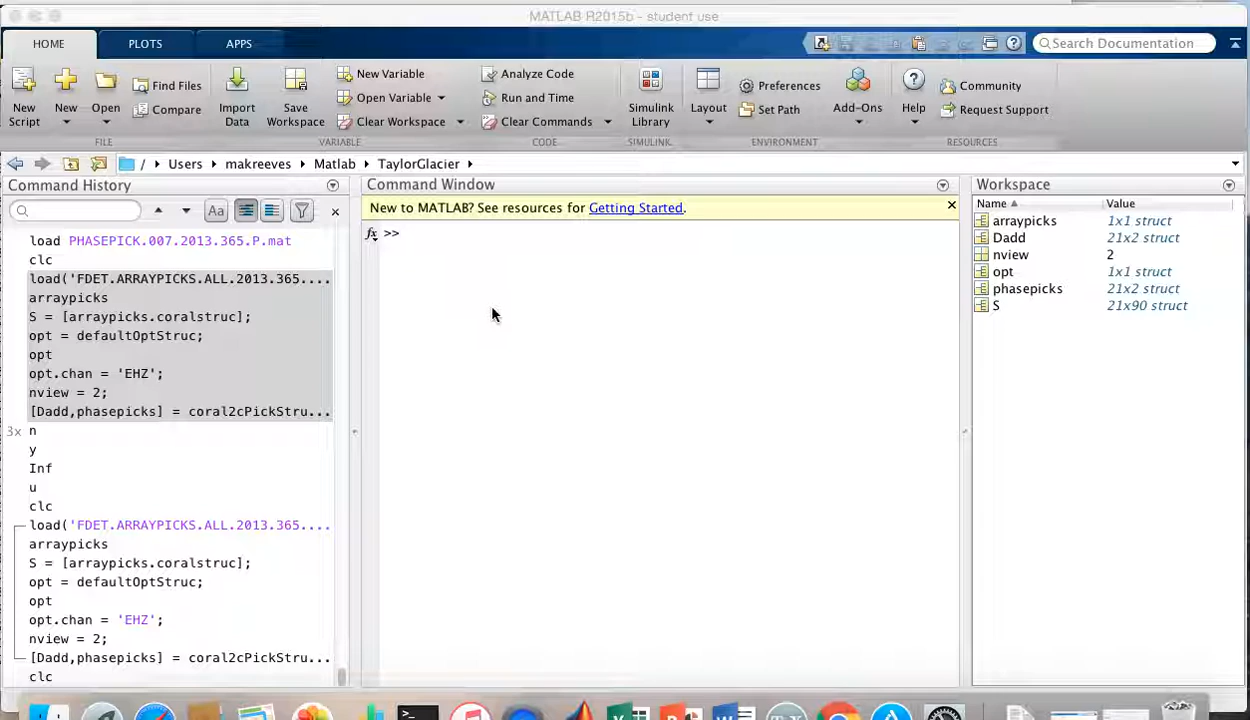 MATLAB R2015b - student use
HOME PLOTS APPS Search Documentation
New Script New Open Find Files Compare Import Data Save Workspace New Variable Open Variable Clear Workspace Analyze Code Run and Time Clear Commands Simulink Library Layout Preferences Set Path Add-Ons Help Community Request Support
FILE VARIABLE CODE SIMULINK ENVIRONMENT RESOURCES
/ Users makreeves Matlab TaylorGlacier
Command History
Aa
load PHASEPICK.007.2013.365.P.mat
clc
load('FDET.ARRAYPICKS.ALL.2013.365....
arraypicks
S = [arraypicks.coralstruc];
opt = defaultOptStruc;
opt
opt.chan = 'EHZ';
nview = 2;
[Dadd,phasepicks] = coral2cPickStru...
3x n
y
Inf
u
clc
load('FDET.ARRAYPICKS.ALL.2013.365....
arraypicks
S = [arraypicks.coralstruc];
opt = defaultOptStruc;
opt
opt.chan = 'EHZ';
nview = 2;
[Dadd,phasepicks] = coral2cPickStru...
clc
Command Window
New to MATLAB? See resources for Getting Started.
fx >>
Workspace
Name Value
arraypicks 1x1 struct
Dadd 21x2 struct
nview 2
opt 1x1 struct
phasepicks 21x2 struct
S 21x90 struct